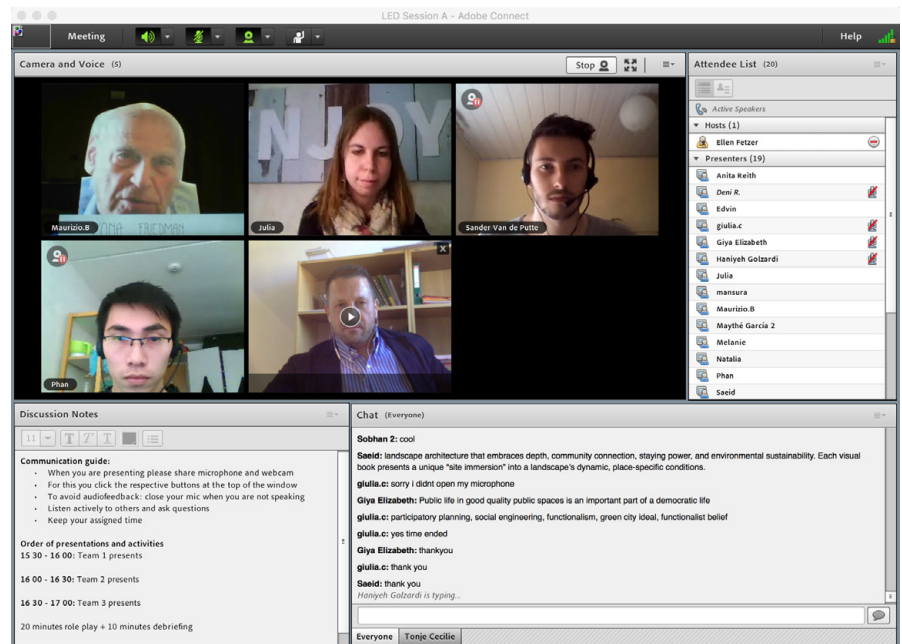 LED Session A - Adobe Connect
Meeting
Help
Camera and Voice (5)
Stop
NJOY
Maurizio.B
YONA FRIEDMAN
Julia
Sander Van de Putte
Phan
Attendee List (20)
Active Speakers
Hosts (1)
Ellen Fetzer
Presenters (19)
Anita Reith
Deni R.
Edvin
giulia.c
Giya Elizabeth
Haniyeh Golzardi
Julia
mansura
Maurizio.B
Maythé García 2
Melanie
Natalia
Phan
Saeid
Discussion Notes
11
T T T
Communication guide:
• When you are presenting please share microphone and webcam
• For this you click the respective buttons at the top of the window
• To avoid audiofeedback: close your mic when you are not speaking
• Listen actively to others and ask questions
• Keep your assigned time
Order of presentations and activities
15 30 - 16 00: Team 1 presents
16 00 - 16 30: Team 2 presents
16 30 - 17 00: Team 3 presents
20 minutes role play + 10 minutes debriefing
Chat (Everyone)
Sobhan 2: cool
Saeid: landscape architecture that embraces depth, community connection, staying power, and environmental sustainability. Each visual
book presents a unique "site immersion" into a landscape's dynamic, place-specific conditions.
giulia.c: sorry i didnt open my microphone
Giya Elizabeth: Public life in good quality public spaces is an important part of a democratic life
giulia.c: participatory planning, social engineering, functionalism, green city ideal, functionalist belief
giulia.c: yes time ended
Giya Elizabeth: thankyou
giulia.c: thank you
Saeid: thank you
Haniyeh Golzardi is typing...
Everyone
Tonje Cecilie